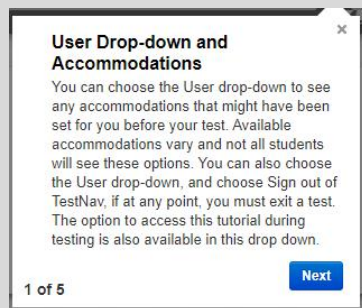 ×
User Drop-down and
Accommodations
You can choose the User drop-down to see
any accommodations that might have been
set for you before your test. Available
accommodations vary and not all students
will see these options. You can also choose
the User drop-down, and choose Sign out of
TestNav, if at any point, you must exit a test.
The option to access this tutorial during
testing is also available in this drop down.
Next
1 of 5